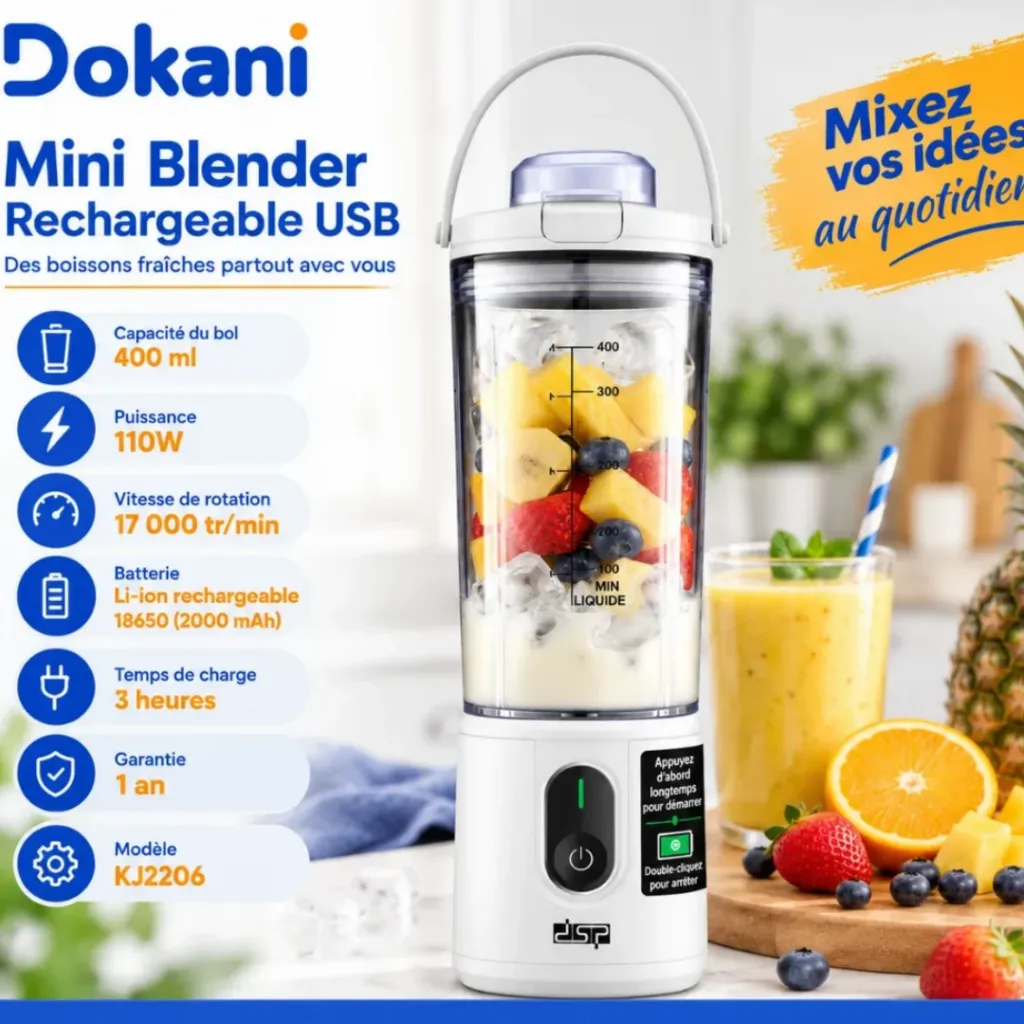 Dokani
Mini Blender
Rechargeable USB
Des boissons fraîches partout avec vous
Mixez
vos idées
au quotidien
Capacité du bol
400 ml
Puissance
110W
Vitesse de rotation
17 000 tr/min
Batterie
Li-ion rechargeable
18650 (2000 mAh)
Temps de charge
3 heures
Garantie
1 an
Modèle
KJ2206
400
300
200
200
100
MIN
LIQUIDE
Appuyez
d'abord
longtemps
pour démarrer
Double-cliquez
pour arrêter
dsp